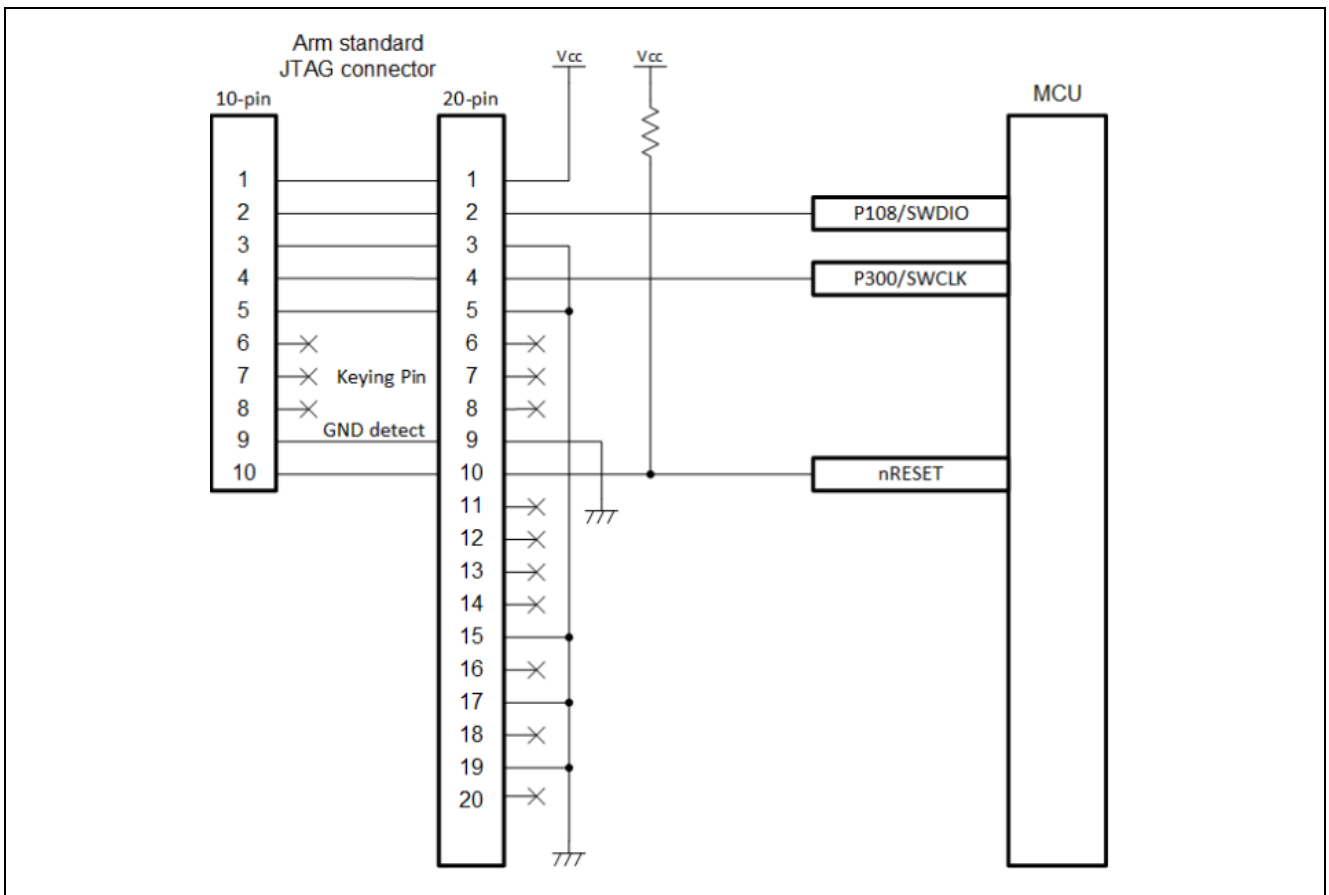 Arm standard
JTAG connector
Vcc
Vcc
10-pin
20-pin
MCU
1
1
2
2
P108/SWDIO
3
3
4
4
P300/SWCLK
5
5
6
6
7
Keying Pin
7
8
8
GND detect
9
9
10
10
nRESET
11
12
13
14
15
16
17
18
19
20